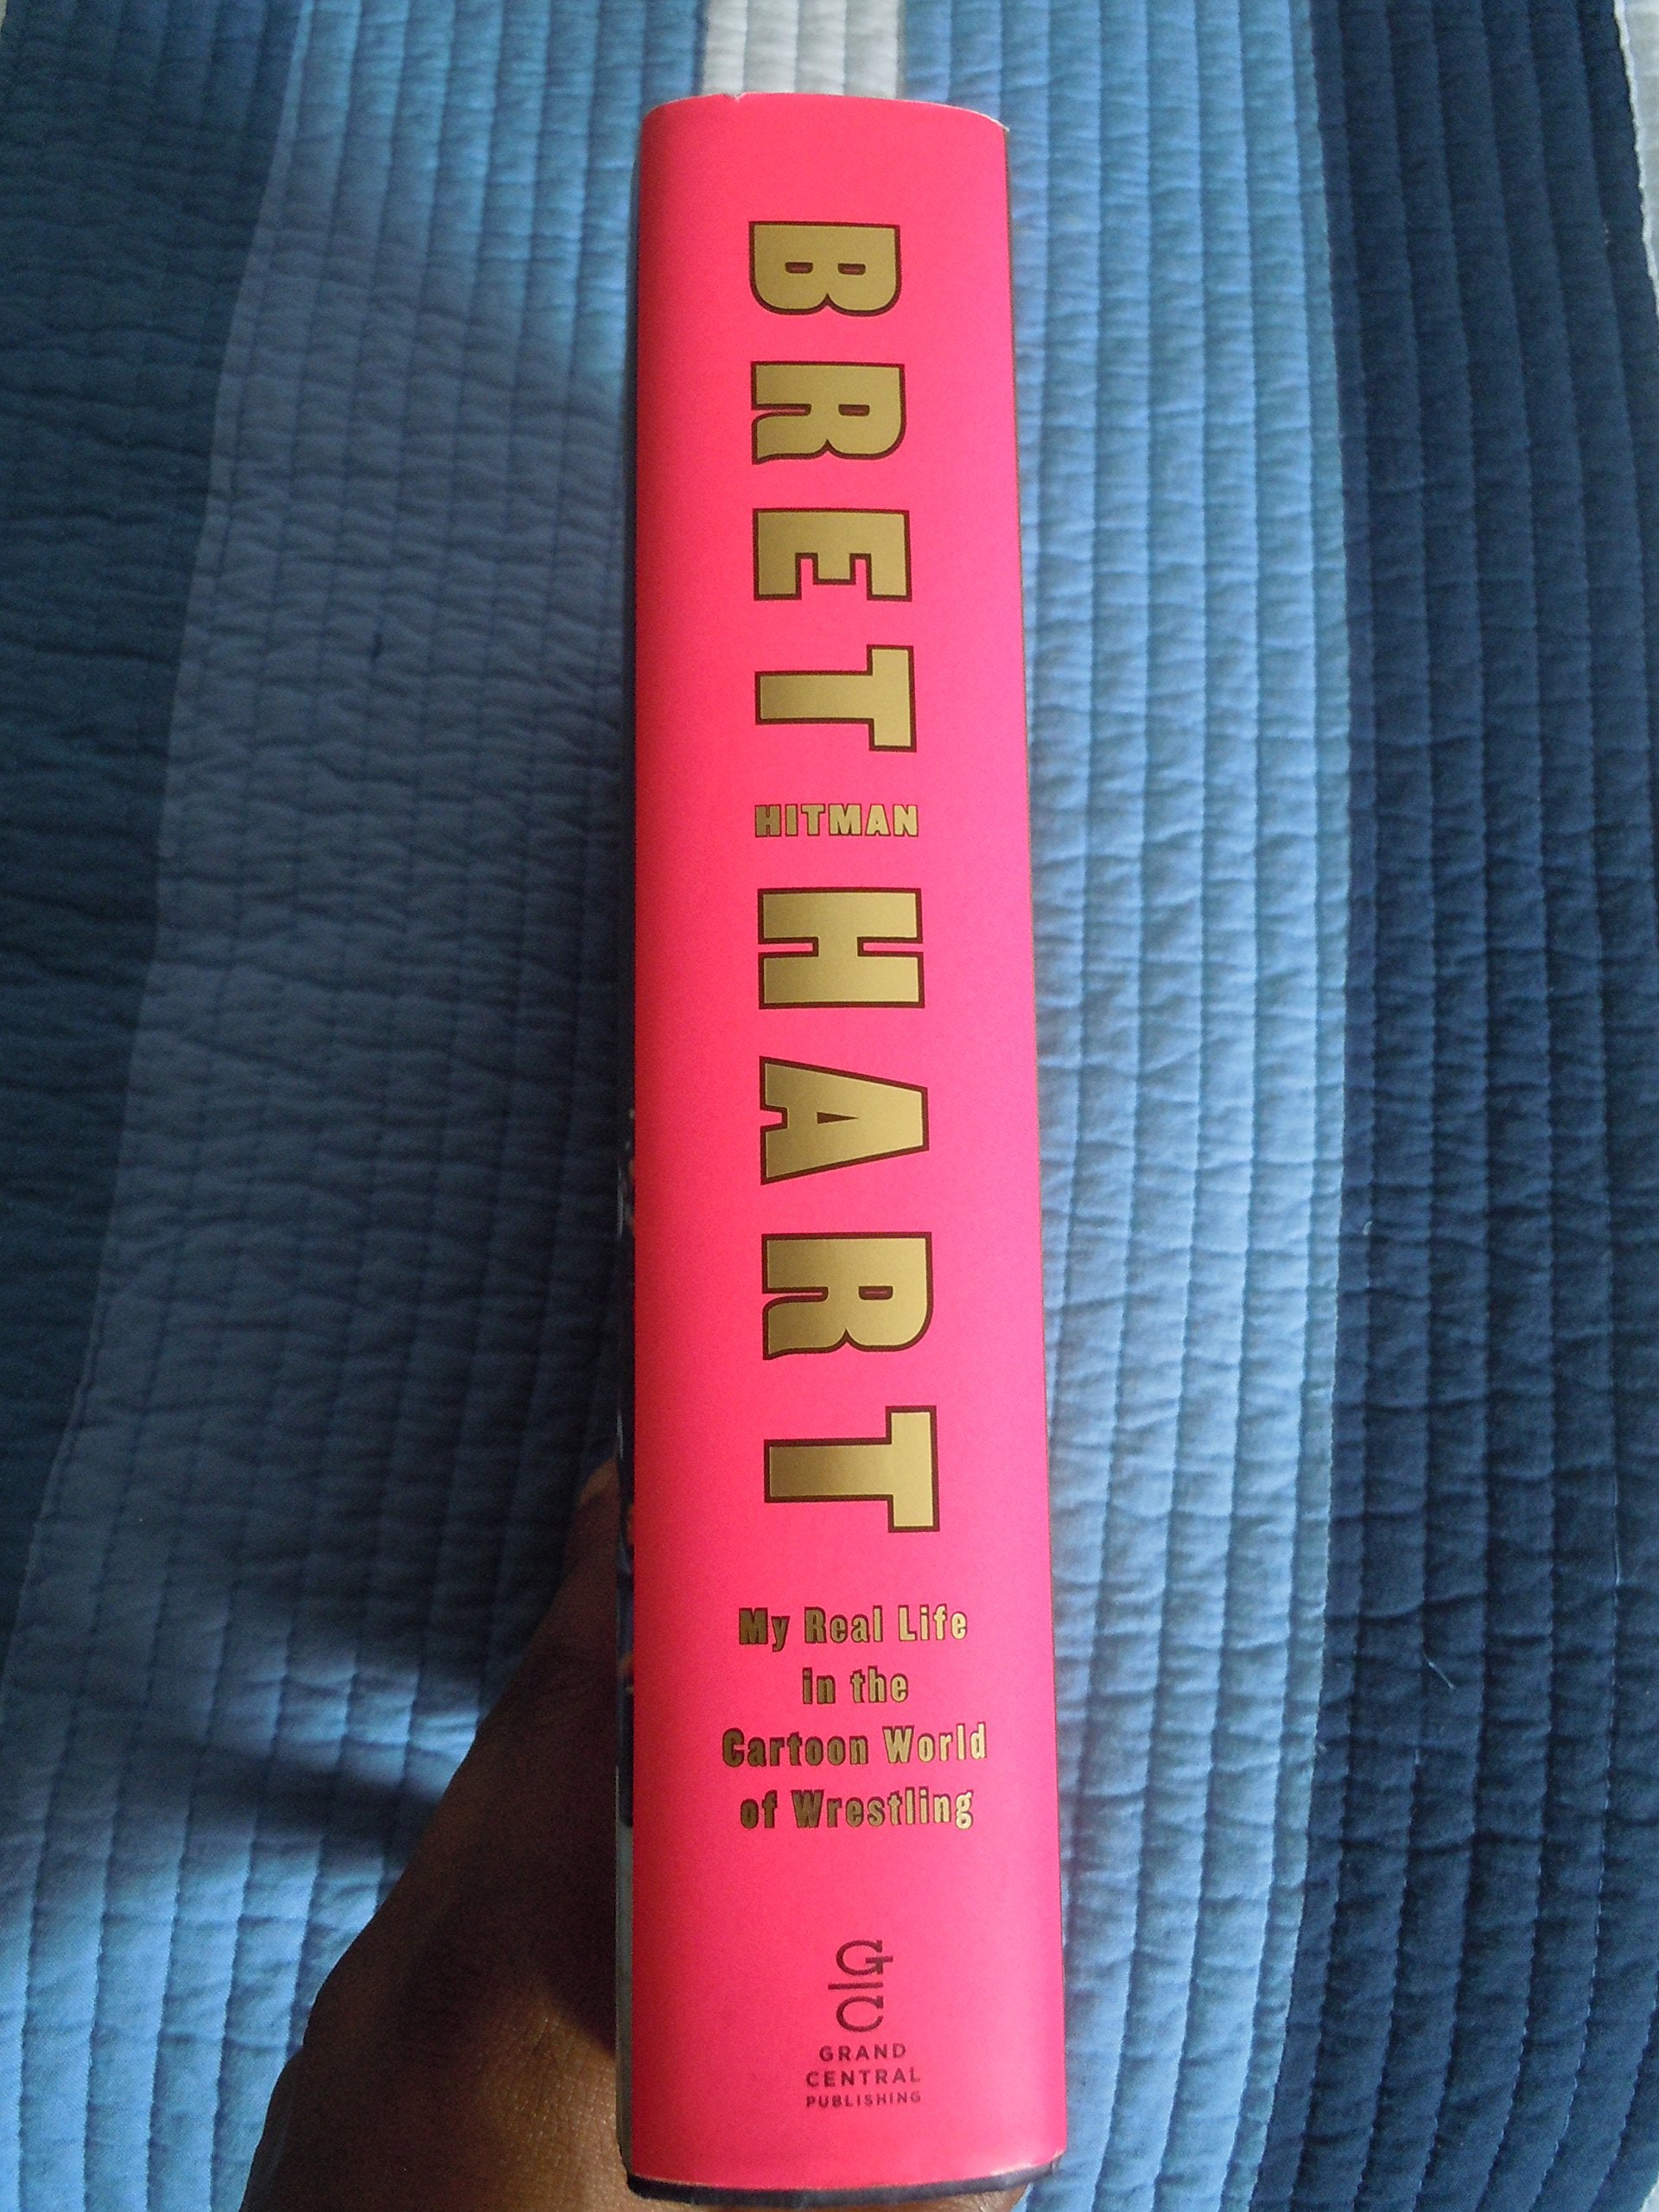 BRET
HITMAN
HART
My Real Life
in the
Cartoon World
of Wrestling
GC
GRAND
CENTRAL
PUBLISHING